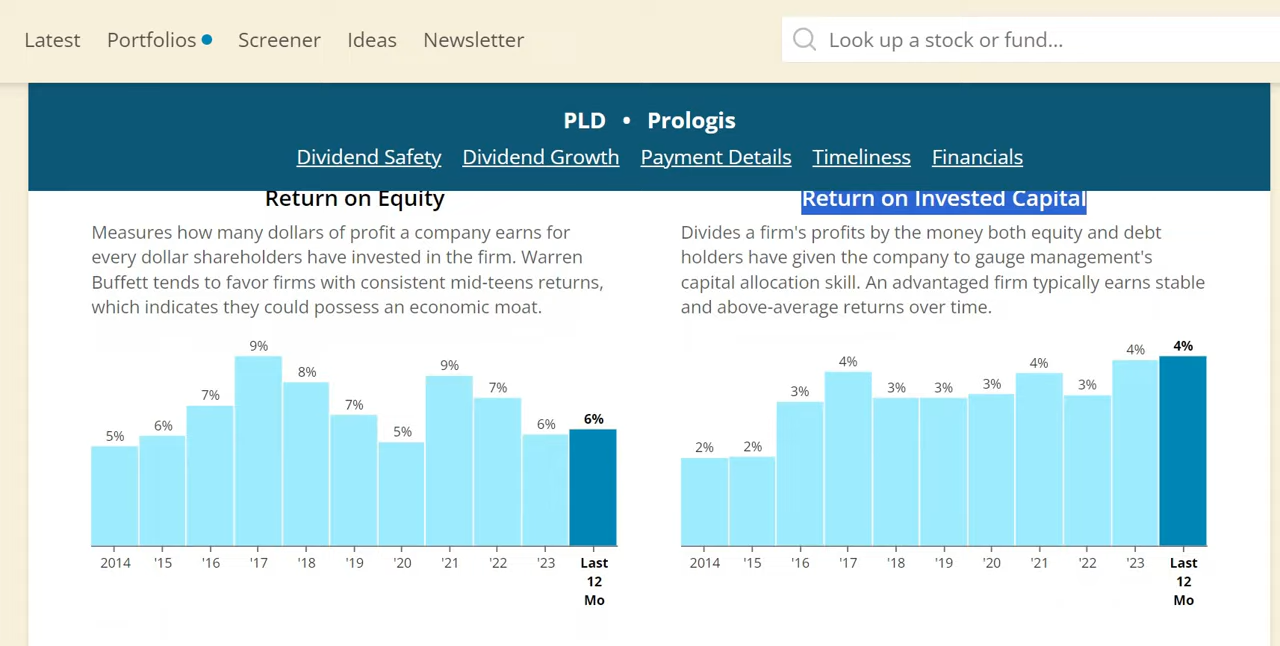 Latest Portfolios Screener Ideas Newsletter
Look up a stock or fund...
PLD • Prologis
Dividend Safety Dividend Growth Payment Details Timeliness Financials
Return on Equity
Measures how many dollars of profit a company earns for
every dollar shareholders have invested in the firm. Warren
Buffett tends to favor firms with consistent mid-teens returns,
which indicates they could possess an economic moat.
5% 6% 7% 9% 8% 7% 5% 9% 7% 6% 6%
2014 '15 '16 '17 '18 '19 '20 '21 '22 '23 Last
12
Mo
Return on Invested Capital
Divides a firm's profits by the money both equity and debt
holders have given the company to gauge management's
capital allocation skill. An advantaged firm typically earns stable
and above-average returns over time.
2% 2% 3% 4% 3% 3% 3% 4% 3% 4% 4%
2014 '15 '16 '17 '18 '19 '20 '21 '22 '23 Last
12
Mo